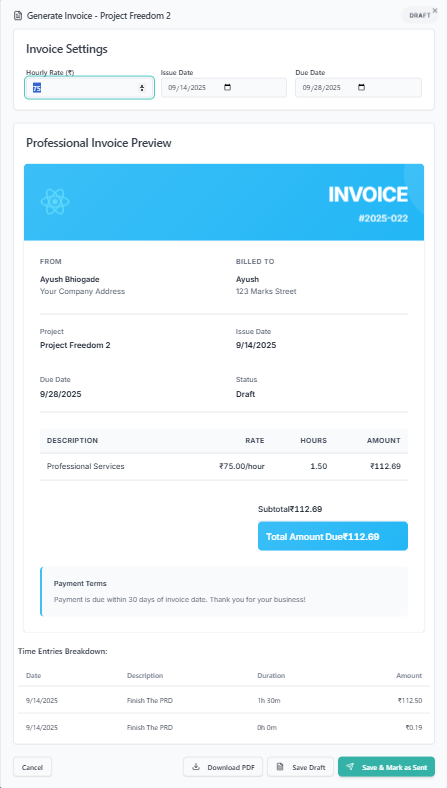 Generate Invoice - Project Freedom 2
DRAFT
×
Invoice Settings
Hourly Rate (₹) Issue Date Due Date
75 09/14/2025 09/28/2025
Professional Invoice Preview
INVOICE
#2025-022
FROM BILLED TO
Ayush Bhiogade Ayush
Your Company Address 123 Marks Street
Project Issue Date
Project Freedom 2 9/14/2025
Due Date Status
9/28/2025 Draft
DESCRIPTION RATE HOURS AMOUNT
Professional Services ₹75.00/hour 1.50 ₹112.69
Subtotal₹112.69
Total Amount Due₹112.69
Payment Terms
Payment is due within 30 days of invoice date. Thank you for your business!
Time Entries Breakdown:
Date Description Duration Amount
9/14/2025 Finish The PRD 1h 30m ₹112.50
9/14/2025 Finish The PRD 0h 0m ₹0.19
Cancel Download PDF Save Draft Save & Mark as Sent